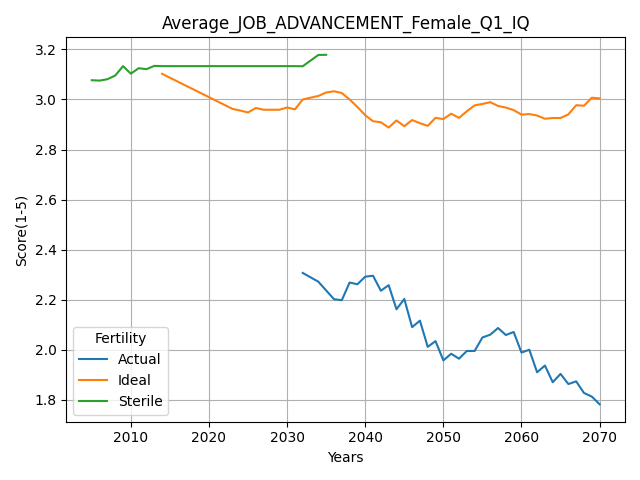 Average_JOB_ADVANCEMENT_Female_Q1_IQ
Score(1-5)
3.2
3.0
2.8
2.6
2.4
2.2
2.0
1.8
Fertility
Actual
Ideal
Sterile
2010 2020 2030 2040 2050 2060 2070
Years